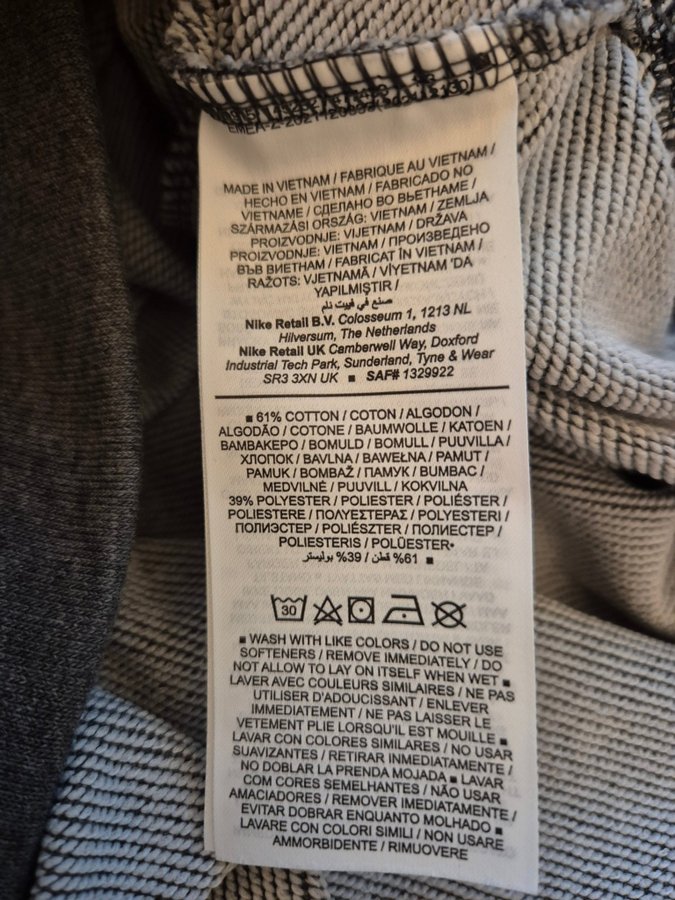 MADE IN VIETNAM / FABRIQUE AU VIETNAM /
HECHO EN VIETNAM / FABRICADO NO
VIETNAME / СДЕЛАНО ВО ВЬЕТНАМЕ /
SZÁRMAZÁSI ORSZÁG: VIETNAM / ZEMLJA
PROIZVODNJE: VIJETNAM / DRŽAVA
PROIZVODNJE: VIETNAM / ПРОИЗВЕДЕНО
ВЪВ ВИЕТНАМ / FABRICAT ÎN VIETNAM /
RAŽOTS: VJETNAMĀ / VİYETNAM 'DA
YAPILMIŞTIR /
صنع في فييت نام
Nike Retail B.V. Colosseum 1, 1213 NL
Hilversum, The Netherlands
Nike Retail UK Camberwell Way, Doxford
Industrial Tech Park, Sunderland, Tyne & Wear
SR3 3XN UK ■ SAF# 1329922
■ 61% COTTON / COTON / ALGODON /
ALGODÃO / COTONE / BAUMWOLLE / KATOEN /
ΒΑΜΒΑΚΕΡΟ / BOMULD / BOMULL / PUUVILLA /
ХЛОПОК / BAVLNA / BAWEŁNA / PAMUT /
PAMUK / BOMBAŽ / ПАМУК / BUMBAC /
MEDVILNĖ / PUUVILL / KOKVILNA
39% POLYESTER / POLIESTER / POLIÉSTER /
POLIESTERE / ΠΟΛΥΕΣΤΕΡΑΣ / POLYESTERI /
ПОЛИЭСТЕР / POLIÉSZTER / ПОЛИЕСТЕР /
POLIESTERIS / POLÜESTER
■ 61% قطن / 39% بوليستر
30
■ WASH WITH LIKE COLORS / DO NOT USE
SOFTENERS / REMOVE IMMEDIATELY / DO
NOT ALLOW TO LAY ON ITSELF WHEN WET ■
LAVER AVEC COULEURS SIMILAIRES / NE PAS
UTILISER D'ADOUCISSANT / ENLEVER
IMMEDIATEMENT / NE PAS LAISSER LE
VETEMENT PLIE LORSQU'IL EST MOUILLE ■
LAVAR CON COLORES SIMILARES / NO USAR
SUAVIZANTES / RETIRAR INMEDIATAMENTE /
NO DOBLAR LA PRENDA MOJADA ■ LAVAR
COM CORES SEMELHANTES / NÃO USAR
AMACIADORES / REMOVER IMEDIATAMENTE /
EVITAR DOBRAR ENQUANTO MOLHADO ■
LAVARE CON COLORI SIMILI / NON USARE
AMMORBIDENTE / RIMUOVERE